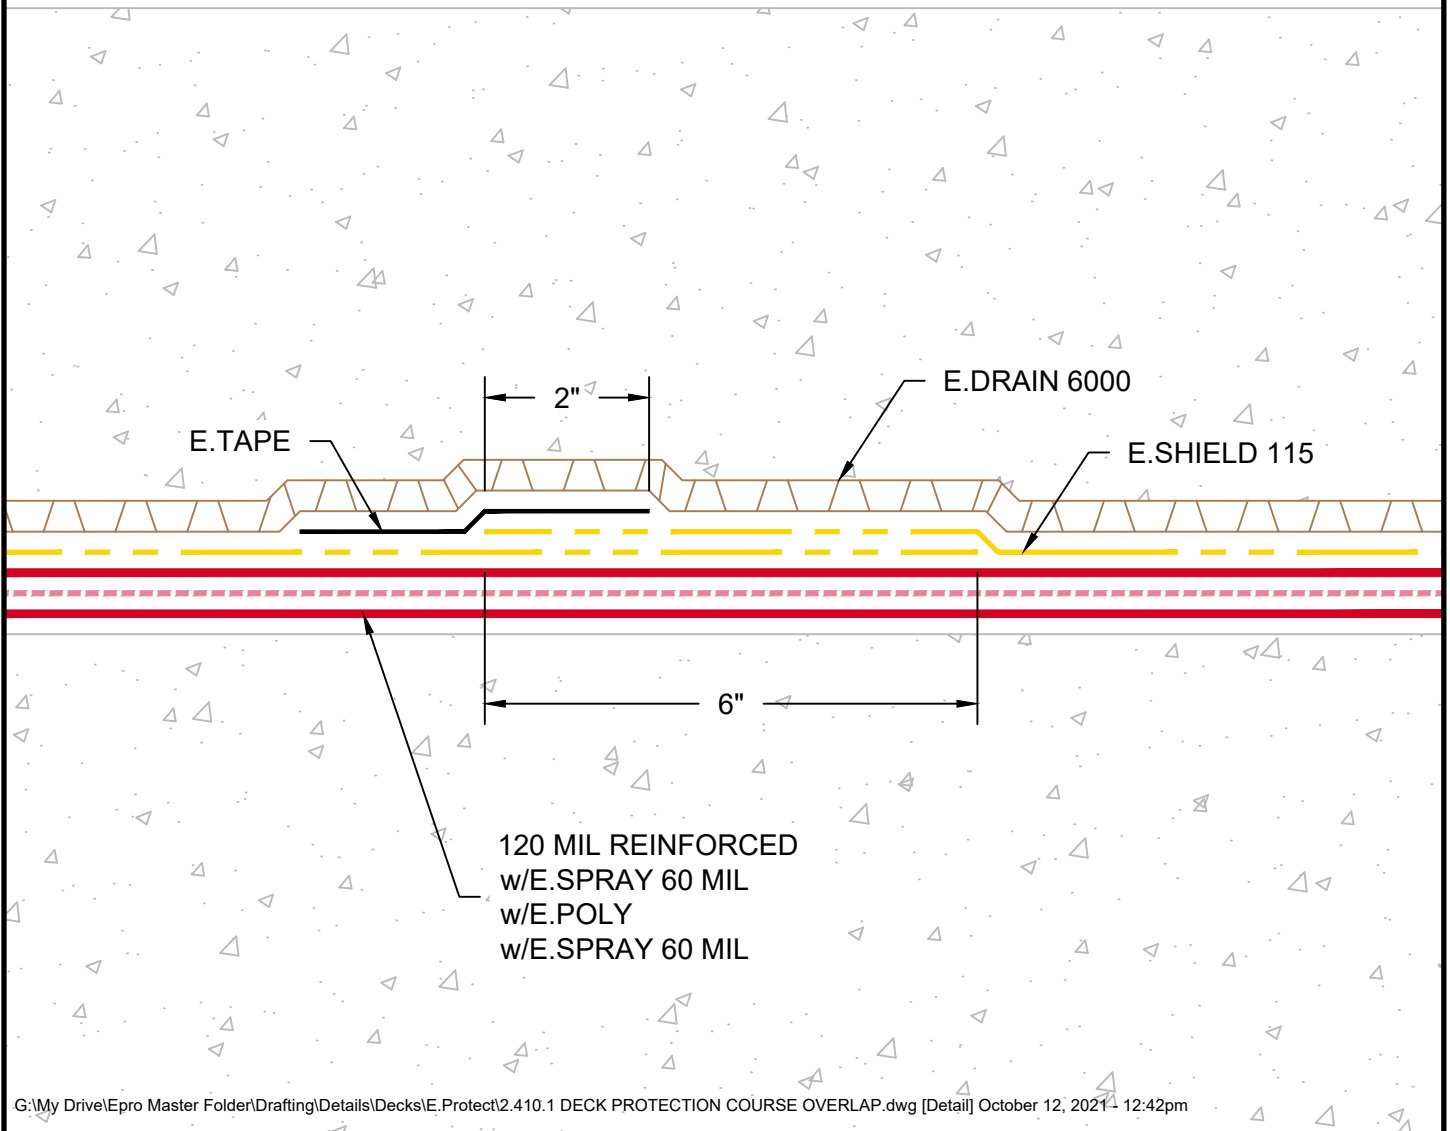 2"
E.DRAIN 6000
E.TAPE
E.SHIELD 115
6"
120 MIL REINFORCED
w/E.SPRAY 60 MIL
w/E.POLY
w/E.SPRAY 60 MIL
G:\My Drive\Epro Master Folder\Drafting\Details\Decks\E.Protect\2.410.1 DECK PROTECTION COURSE OVERLAP.dwg [Detail] October 12, 2021 - 12:42pm